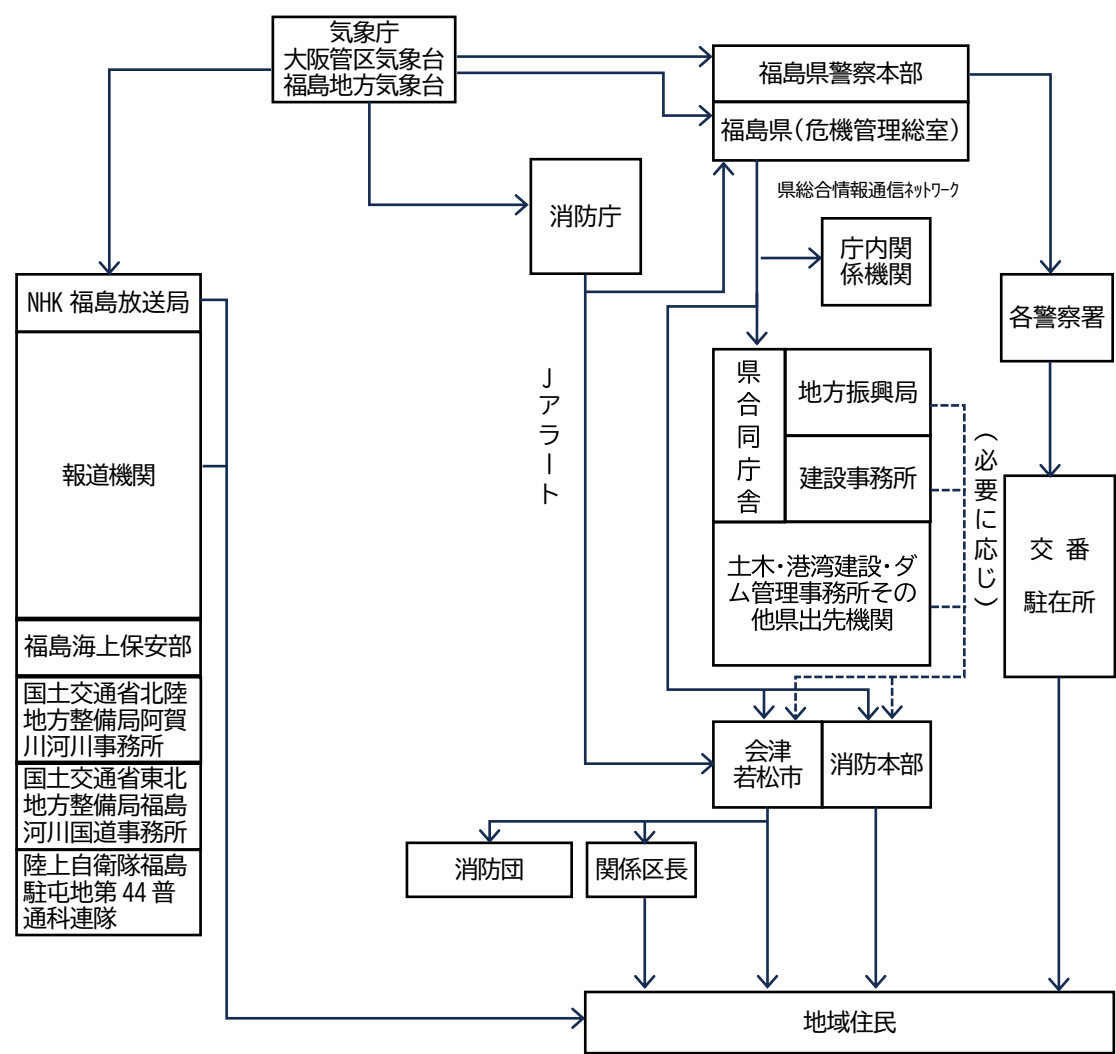 気象庁
大阪管区気象台
福島地方気象台
福島県警察本部
福島県(危機管理総室)
県総合情報通信ネットワーク
消防庁
庁内関
係機関
NHK 福島放送局
各警察署
報道機関
Jアラート
県合同庁舎
地方振興局
建設事務所
(必要に応じ)
土木・港湾建設・ダ
ム管理事務所その
他県出先機関
交 番
駐在所
福島海上保安部
国土交通省北陸
地方整備局阿賀
川河川事務所
国土交通省東北
地方整備局福島
河川国道事務所
陸上自衛隊福島
駐屯地第 44 普
通科連隊
会津
若松市
消防本部
消防団
関係区長
地域住民